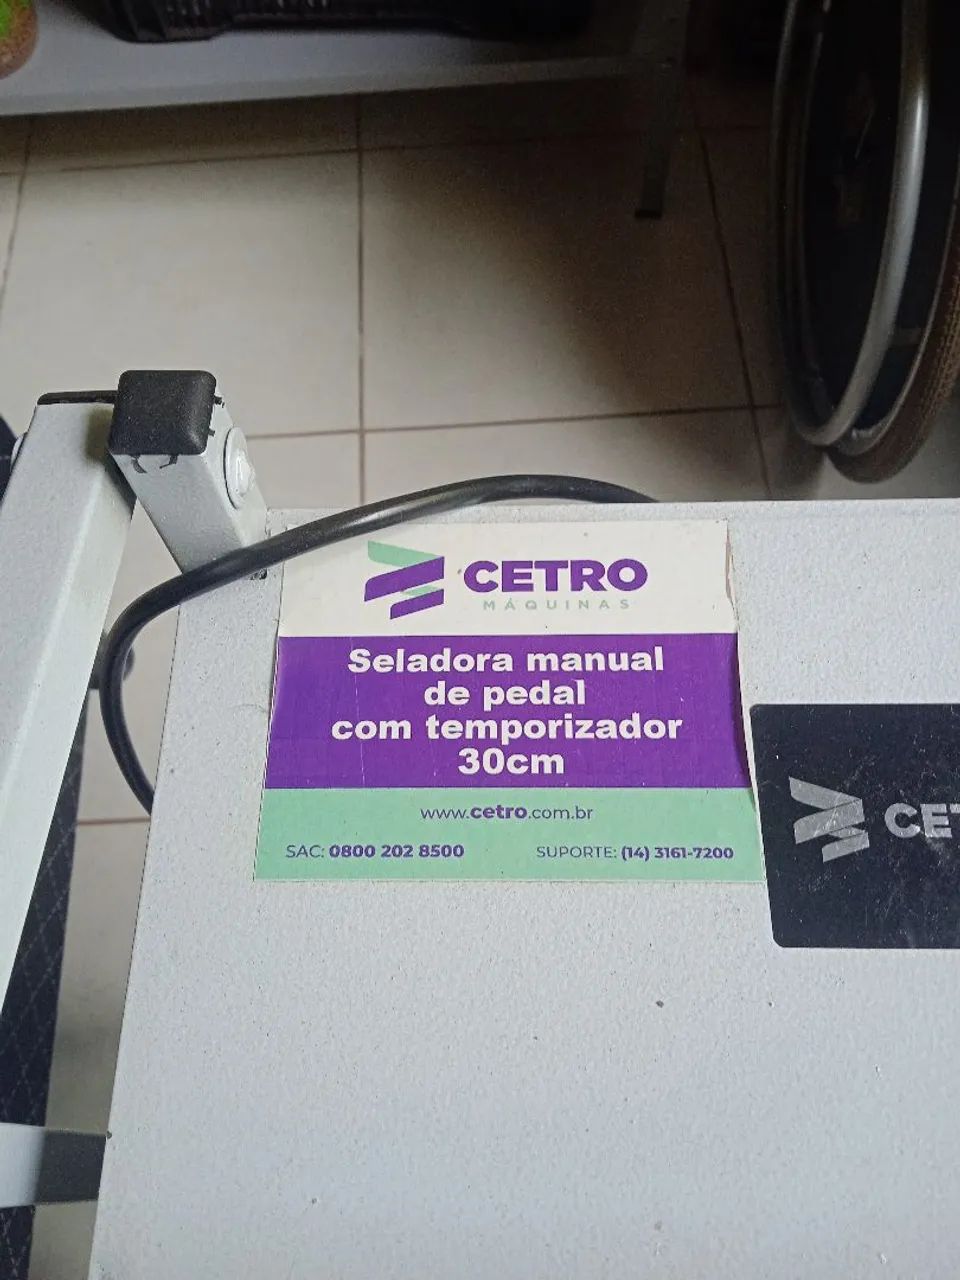 CETRO
MÁQUINAS
Seladora manual
de pedal
com temporizador
30cm
www.cetro.com.br
SAC: 0800 202 8500 SUPORTE: (14) 3161-7200
CET